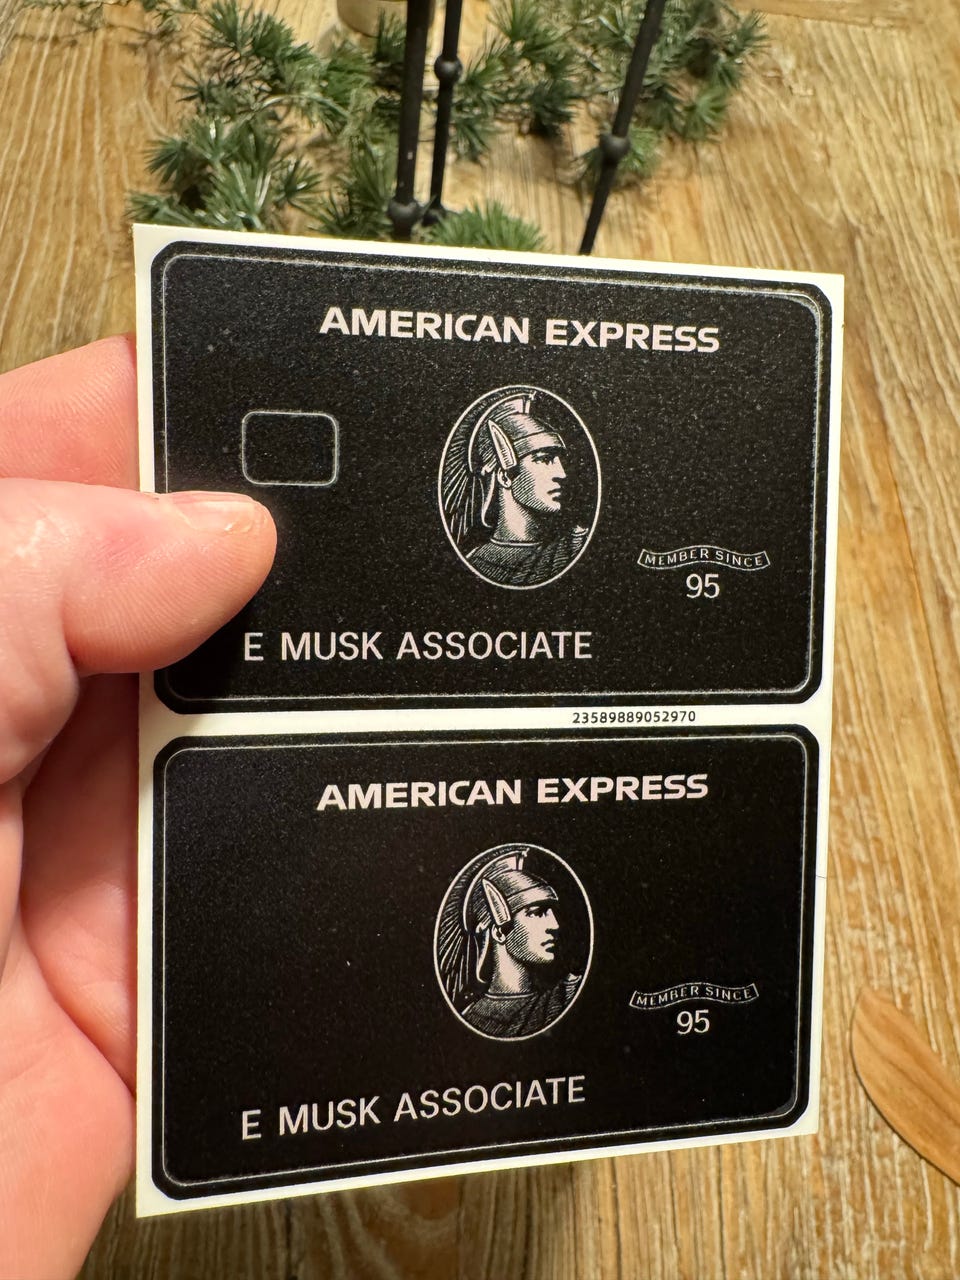 AMERICAN EXPRESS
MEMBER SINCE
95
E MUSK ASSOCIATE
23589889052970
AMERICAN EXPRESS
MEMBER SINCE
95
E MUSK ASSOCIATE